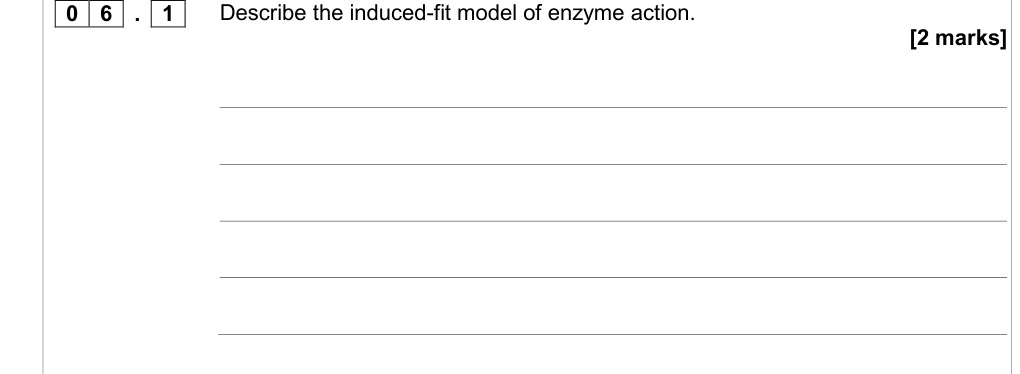 0 6 . 1 Describe the induced-fit model of enzyme action.
[2 marks]